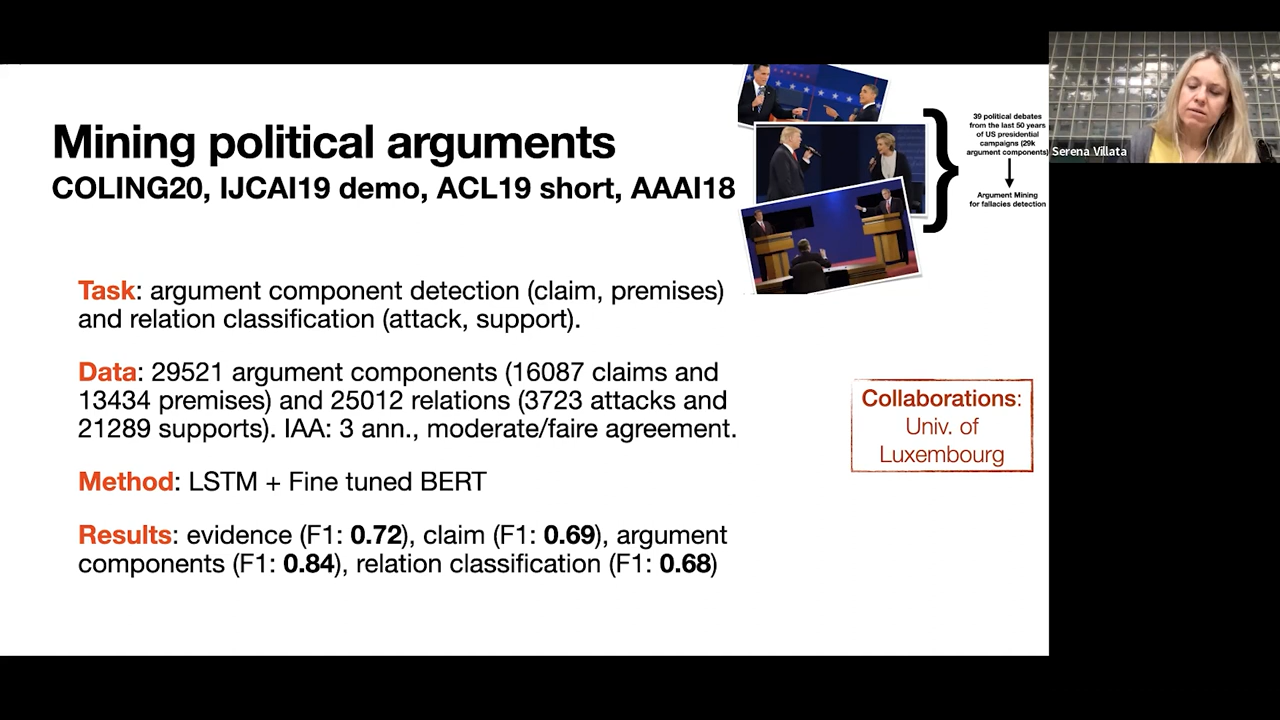 Mining political arguments
COLING20, IJCAI19 demo, ACL19 short, AAAI18
39 political debates
from the last 50 years
of US presidential
campaigns (29k
argument components)
Argument Mining
for fallacies detection
Serena Villata
Task: argument component detection (claim, premises)
and relation classification (attack, support).
Data: 29521 argument components (16087 claims and
13434 premises) and 25012 relations (3723 attacks and
21289 supports). IAA: 3 ann., moderate/faire agreement.
Method: LSTM + Fine tuned BERT
Results: evidence (F1: 0.72), claim (F1: 0.69), argument
components (F1: 0.84), relation classification (F1: 0.68)
Collaborations:
Univ. of
Luxembourg